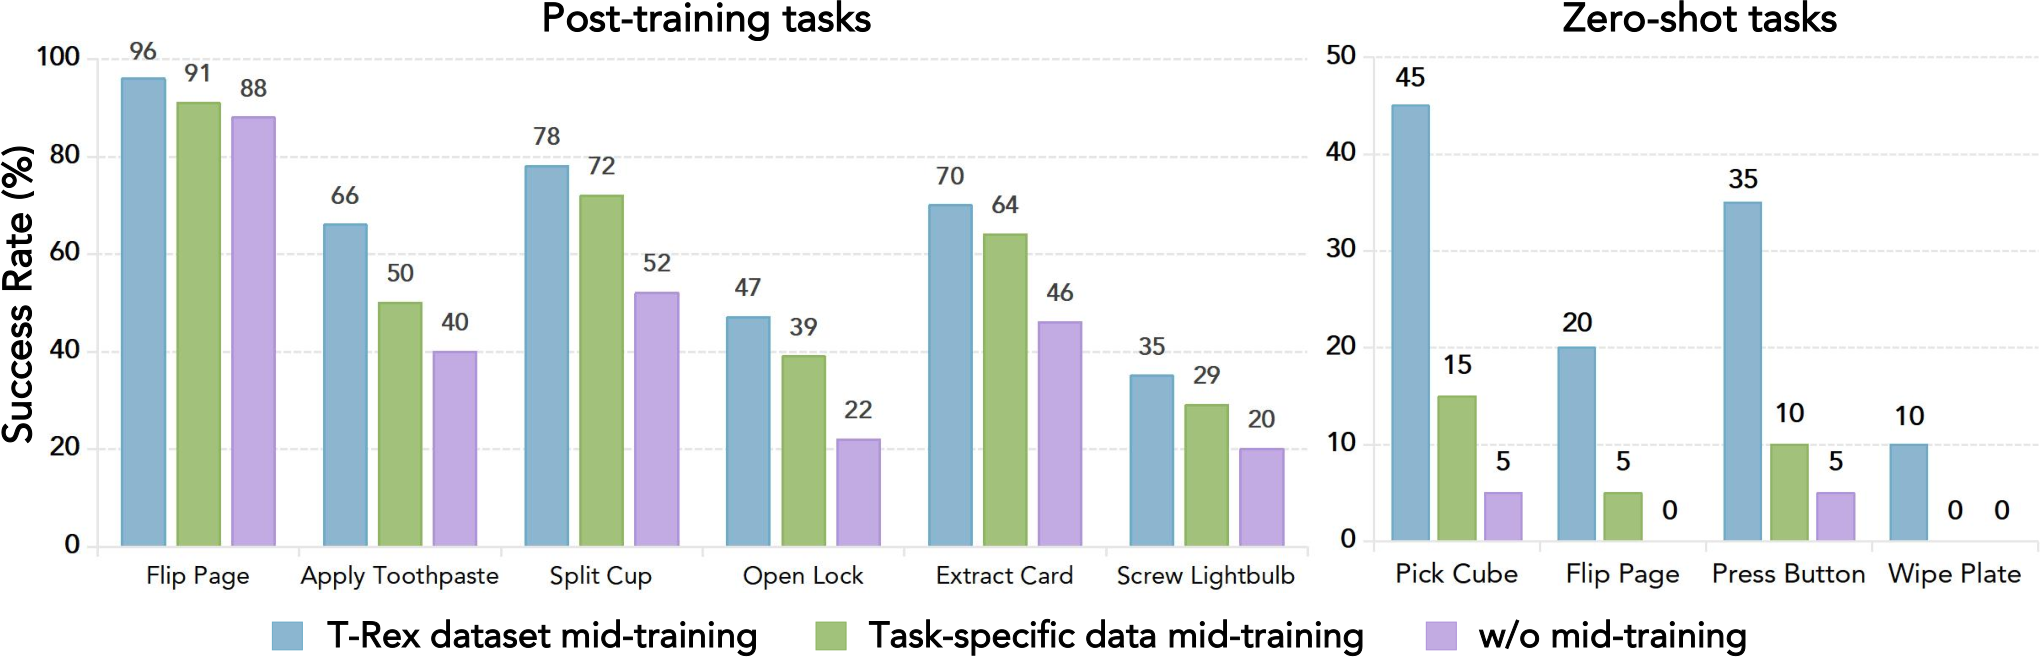 Post-training tasks
Zero-shot tasks
Success Rate (%)
100
80
60
40
20
0
96
91
88
66
50
40
78
72
52
47
39
22
70
64
46
35
29
20
Flip Page
Apply Toothpaste
Split Cup
Open Lock
Extract Card
Screw Lightbulb
50
40
30
20
10
0
45
15
5
20
5
0
35
10
5
10
0
0
Pick Cube
Flip Page
Press Button
Wipe Plate
T-Rex dataset mid-training
Task-specific data mid-training
w/o mid-training